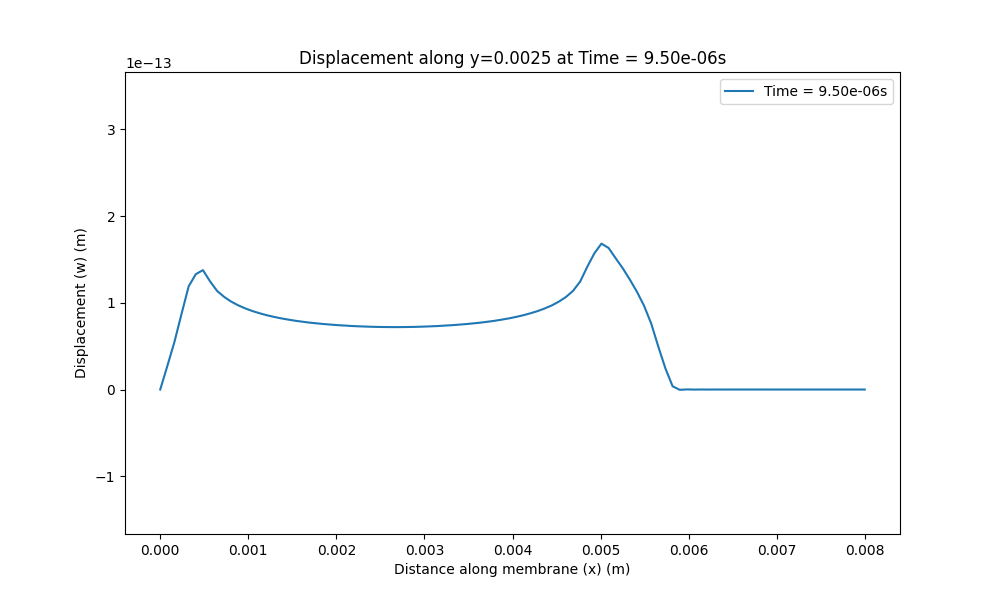 Displacement along y=0.0025 at Time = 9.50e-06s
1e−13
Time = 9.50e-06s
3
2
1
0
−1
Displacement (w) (m)
0.000 0.001 0.002 0.003 0.004 0.005 0.006 0.007 0.008
Distance along membrane (x) (m)